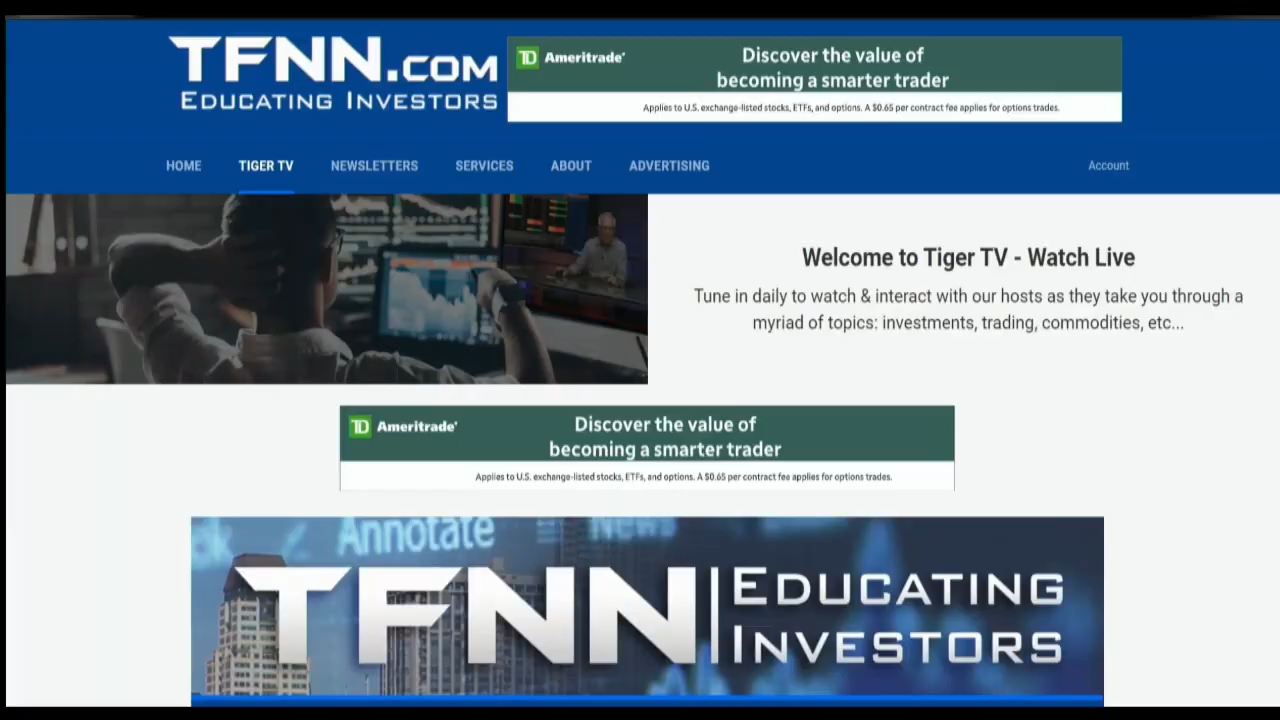 TFNN.COM
EDUCATING INVESTORS
TD Ameritrade
Discover the value of
becoming a smarter trader
Applies to U.S. exchange-listed stocks, ETFs, and options. A $0.65 per contract fee applies for options trades.
HOME TIGER TV NEWSLETTERS SERVICES ABOUT ADVERTISING Account
Welcome to Tiger TV - Watch Live
Tune in daily to watch & interact with our hosts as they take you through a
myriad of topics: investments, trading, commodities, etc...
TD Ameritrade
Discover the value of
becoming a smarter trader
Applies to U.S. exchange-listed stocks, ETFs, and options. A $0.65 per contract fee applies for options trades.
Annotate News
TFNN EDUCATING
INVESTORS